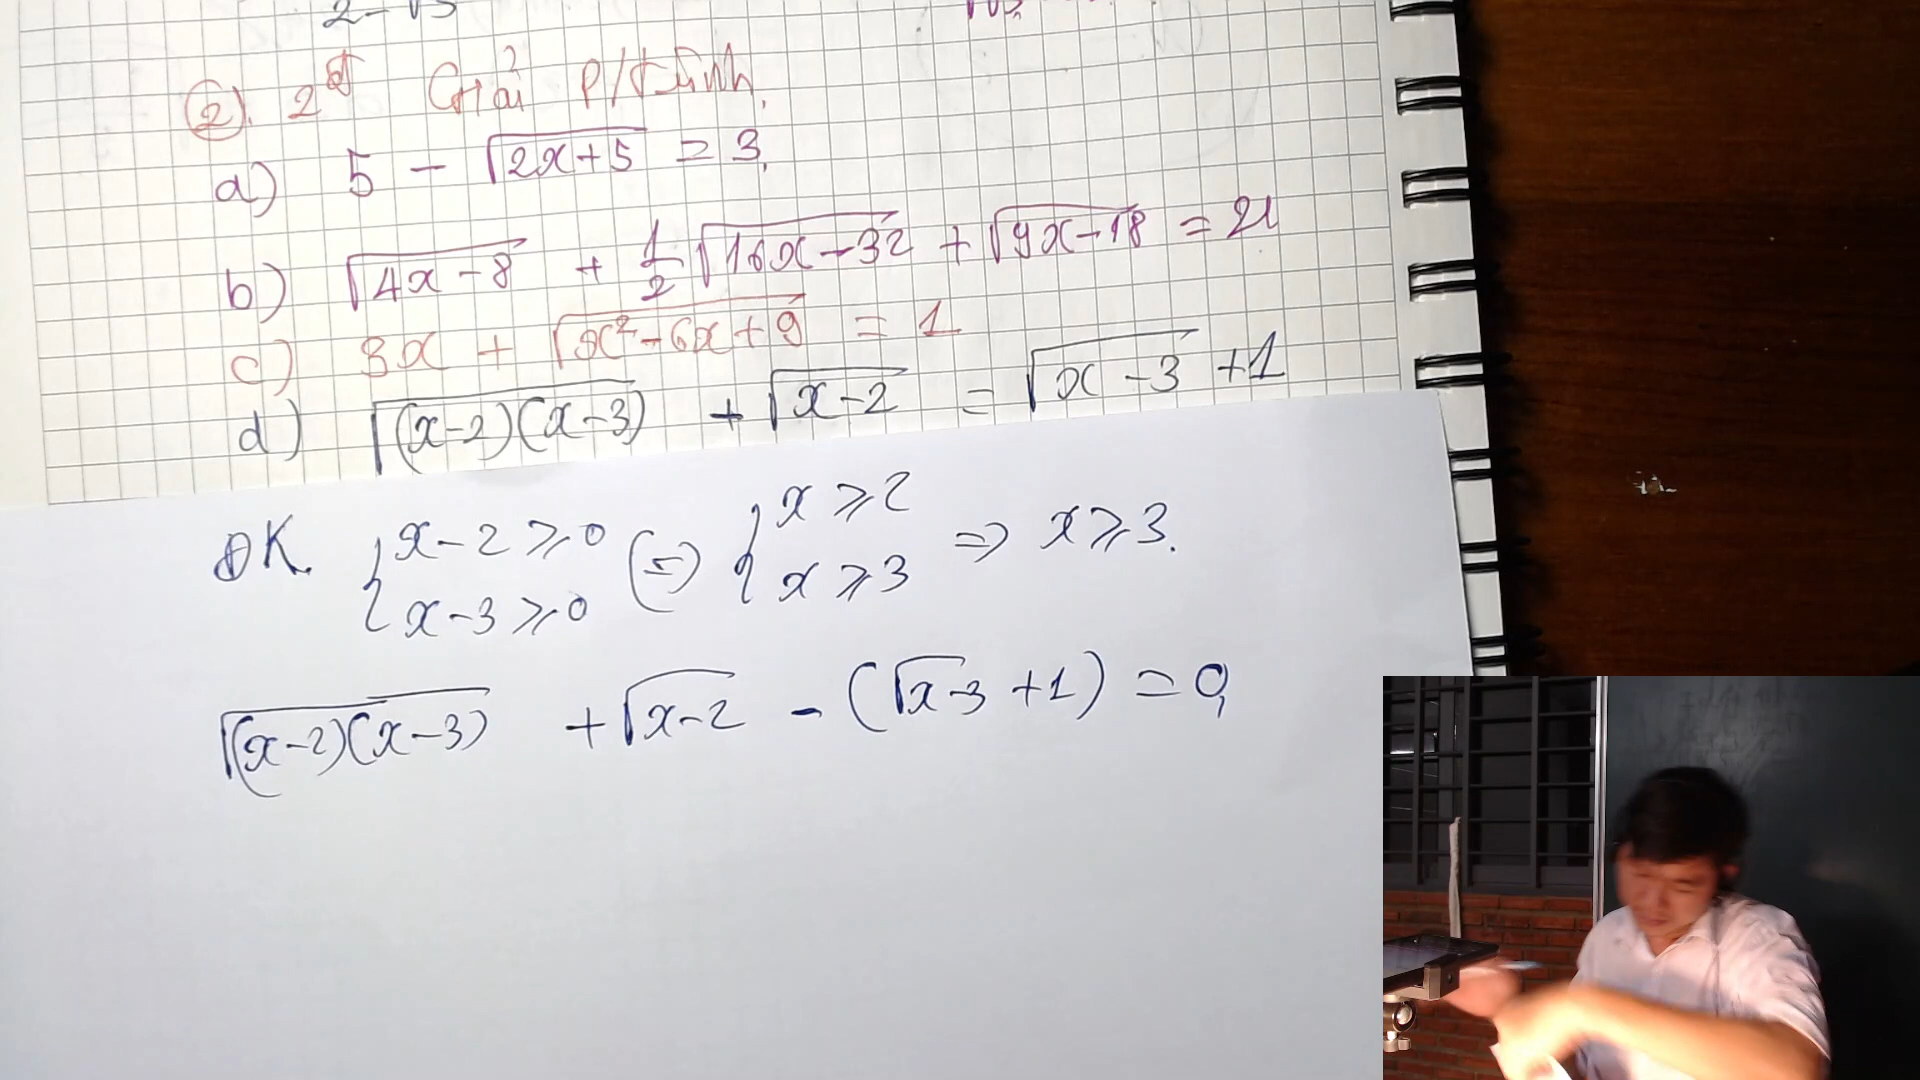 2-√5
②. 2đ Giải p/trình.
a) 5 - √(2x+5) = 3.
b) √(4x-8) + 1/2 √(16x-32) + √(9x-18) = 21
c) 3x + √(x²-6x+9) = 1
d) √((x-2)(x-3)) + √(x-2) = √(x-3) +1
ĐK. { x-2 ⩾ 0 ; x-3 ⩾ 0 (=) { x ⩾ 2 ; x ⩾ 3 => x ⩾ 3.
√((x-2)(x-3)) + √(x-2) - (√(x-3) +1) = 0,